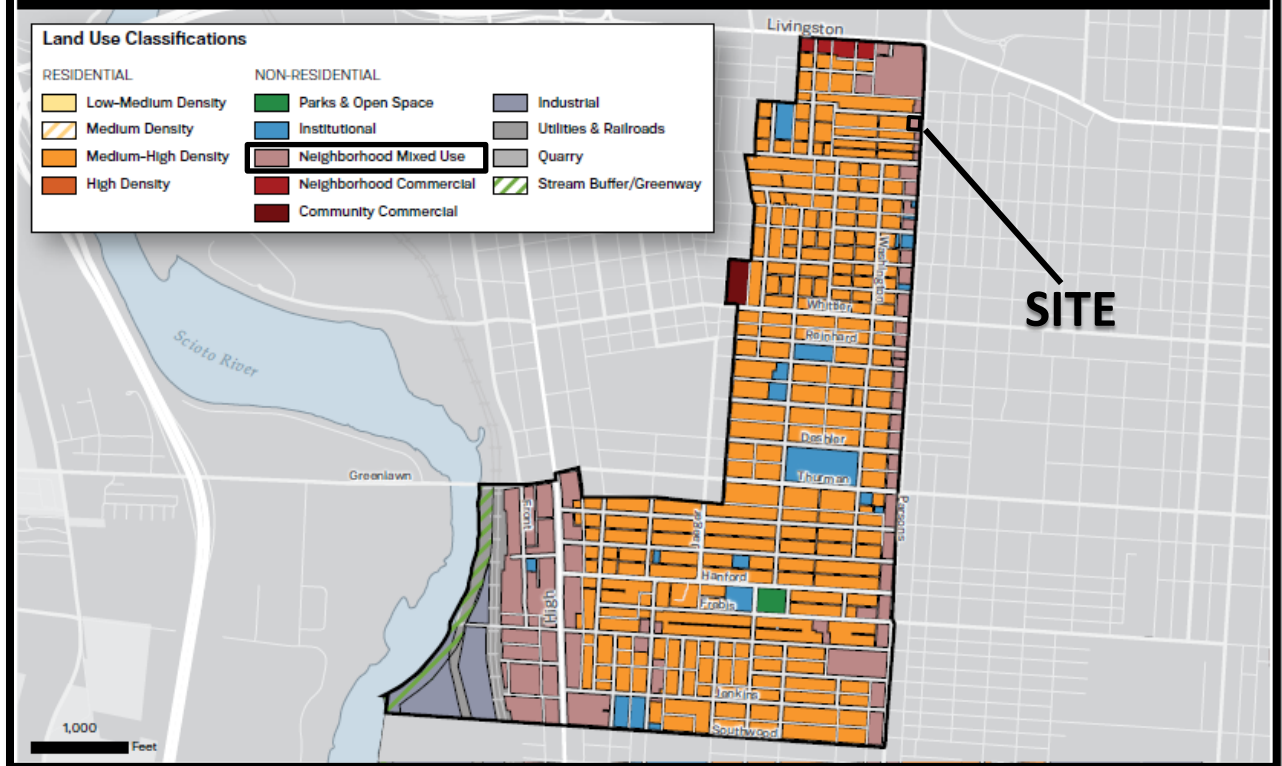 Livingston
Land Use Classifications
RESIDENTIAL
Low-Medium Density
Medium Density
Medium-High Density
High Density
NON-RESIDENTIAL
Parks & Open Space
Institutional
Neighborhood Mixed Use
Neighborhood Commercial
Community Commercial
Industrial
Utilities & Railroads
Quarry
Stream Buffer/Greenway
Washington
SITE
Whittier
Reinhard
Scioto River
Deshler
Thurman
Greenlawn
Front
Jaeger
Parsons
Hanford
Frebis
High
Jenkins
Southwood
1,000
Feet